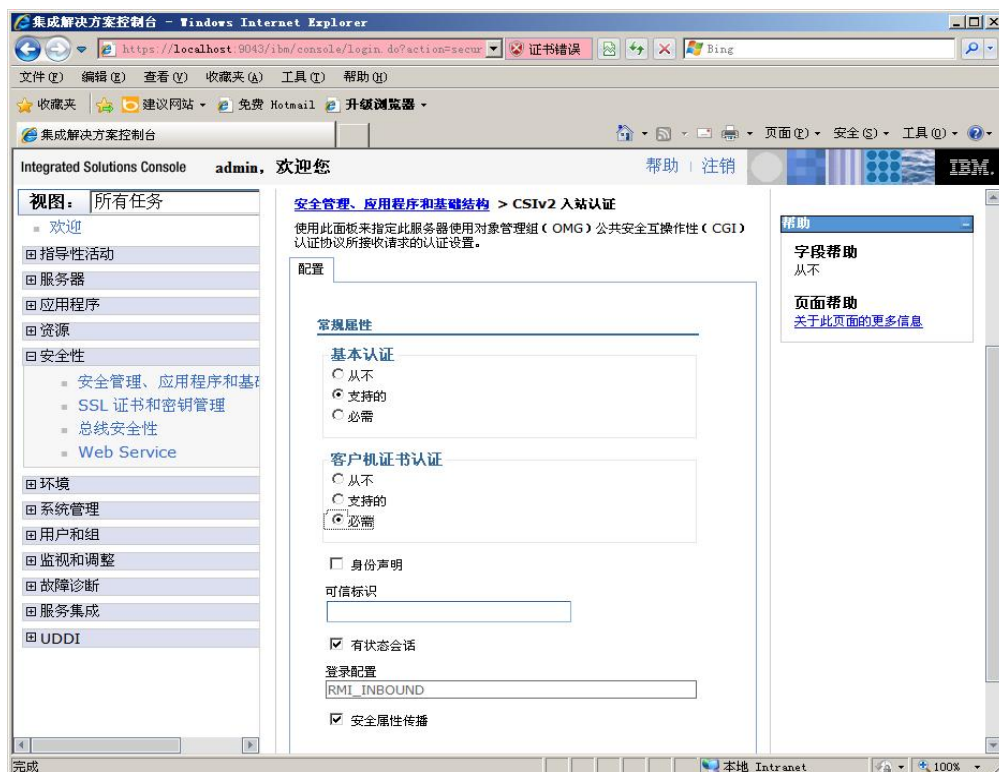 集成解决方案控制台 - Windows Internet Explorer
https://localhost:9043/ibm/console/login.do?action=secur
证书错误
Bing
文件(F) 编辑(E) 查看(V) 收藏夹(A) 工具(T) 帮助(H)
收藏夹 建议网站 免费 Hotmail 升级浏览器
集成解决方案控制台
页面(P) 安全(S) 工具(O)
Integrated Solutions Console admin，欢迎您
帮助 | 注销
IBM.
视图： 所有任务
欢迎
指导性活动
服务器
应用程序
资源
安全性
安全管理、应用程序和基
SSL 证书和密钥管理
总线安全性
Web Service
环境
系统管理
用户和组
监视和调整
故障诊断
服务集成
UDDI
安全管理、应用程序和基础结构 > CSIv2 入站认证
使用此面板来指定此服务器使用对象管理组（OMG）公共安全互操作性（CGI）
认证协议所接收请求的认证设置。
配置
常规属性
基本认证
从不
支持的
必需
客户机证书认证
从不
支持的
必需
身份声明
可信标识
有状态会话
登录配置
RMI_INBOUND
安全属性传播
帮助
字段帮助
从不
页面帮助
关于此页面的更多信息
完成
本地 Intranet
100%